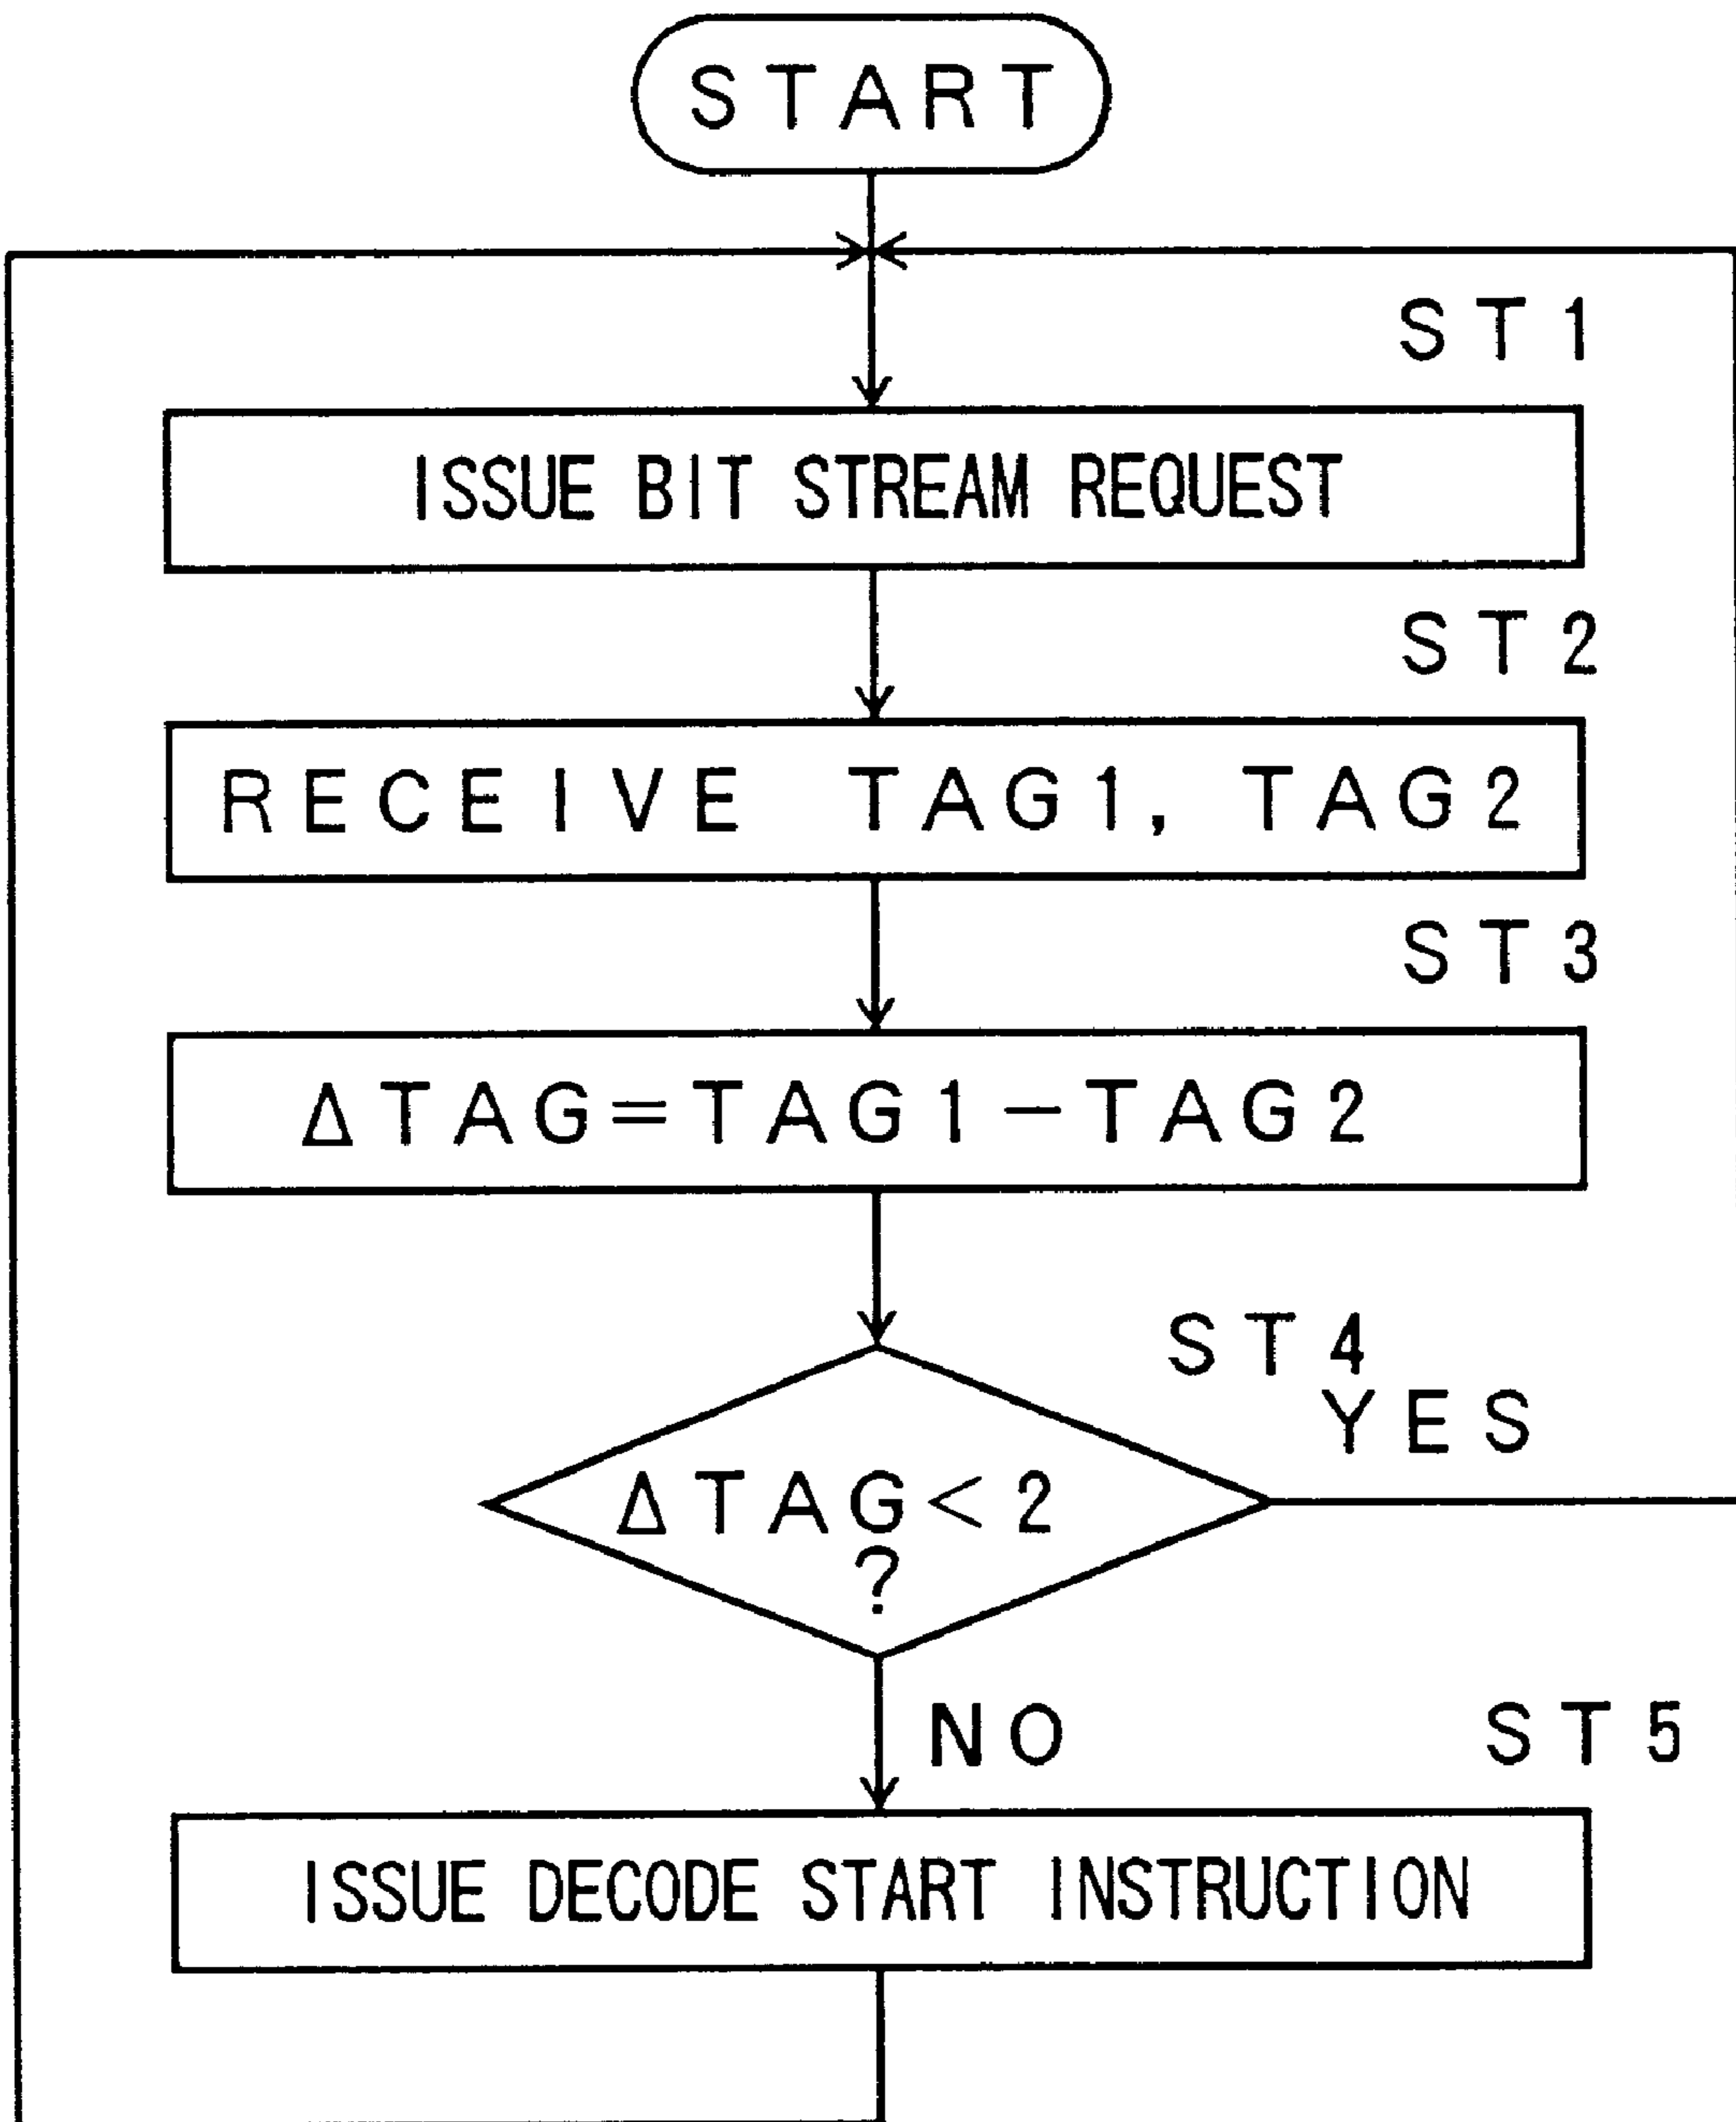 START
ST1
ISSUE BIT STREAM REQUEST
ST2
RECEIVE TAG1, TAG2
ST3
ΔTAG=TAG1-TAG2
ST4
YES
ΔTAG<2
?
NO
ST5
ISSUE DECODE START INSTRUCTION